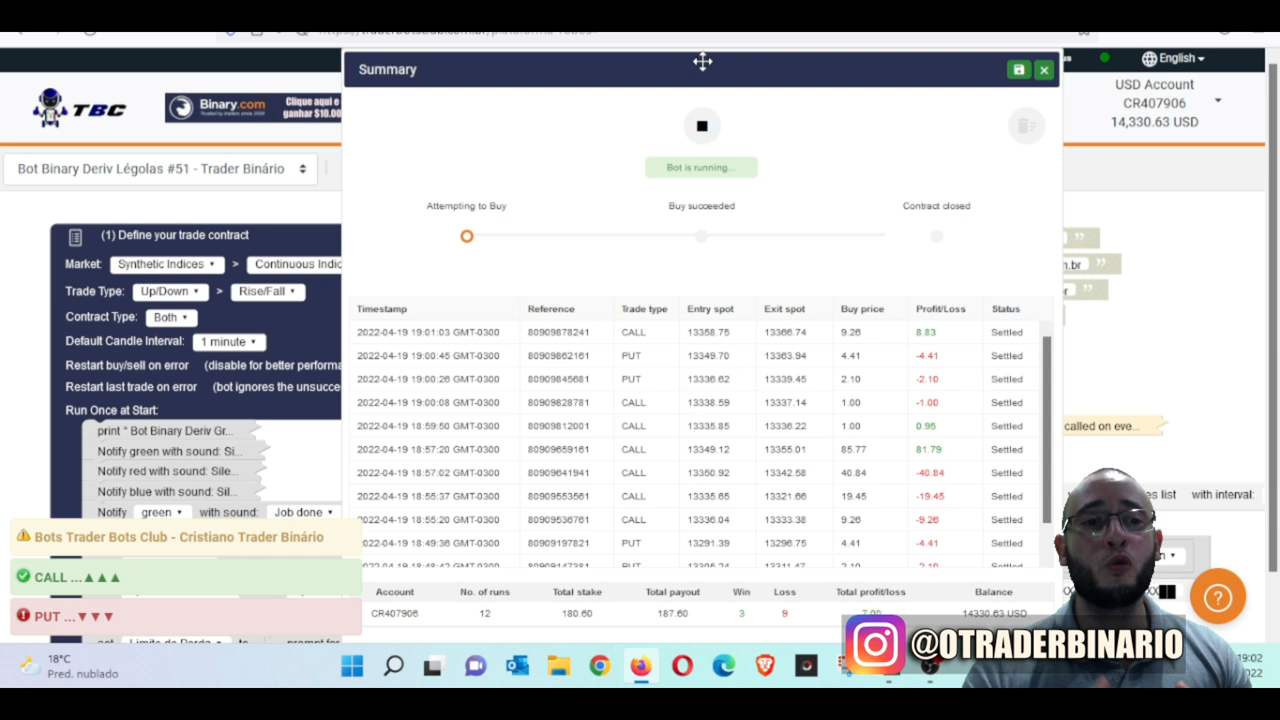 English
TBC
Binary.com
Clique aqui e
ganhar $10.00
USD Account
CR407906
14,330.63 USD
Bot Binary Deriv Légolas #51 - Trader Binário
Summary
Bot is running...
Attempting to Buy
Buy succeeded
Contract closed
(1) Define your trade contract
Market: Synthetic Indices > Continuous Indic
Trade Type: Up/Down > Rise/Fall
Contract Type: Both
Default Candle Interval: 1 minute
Restart buy/sell on error (disable for better performa
Restart last trade on error (bot ignores the unsucce
Run Once at Start:
print " Bot Binary Deriv Gr...
Notify green with sound: Si...
Notify red with sound: Sile...
Notify blue with sound: Sil...
Notify green with sound: Job done
Timestamp Reference Trade type Entry spot Exit spot Buy price Profit/Loss Status
2022-04-19 19:01:03 GMT-0300 80909878241 CALL 13358.75 13366.74 9.26 8.83 Settled
2022-04-19 19:00:45 GMT-0300 80909862161 PUT 13349.70 13363.94 4.41 -4.41 Settled
2022-04-19 19:00:26 GMT-0300 80909845681 PUT 13336.62 13339.45 2.10 -2.10 Settled
2022-04-19 19:00:08 GMT-0300 80909828781 CALL 13338.59 13337.14 1.00 -1.00 Settled
2022-04-19 18:59:50 GMT-0300 80909812001 CALL 13335.85 13336.22 1.00 0.95 Settled
2022-04-19 18:57:20 GMT-0300 80909659161 CALL 13349.12 13355.01 85.77 81.79 Settled
2022-04-19 18:57:02 GMT-0300 80909641941 CALL 13350.92 13342.58 40.84 -40.84 Settled
2022-04-19 18:55:37 GMT-0300 80909553561 CALL 13335.65 13321.66 19.45 -19.45 Settled
2022-04-19 18:55:20 GMT-0300 80909536761 CALL 13336.04 13333.38 9.26 -9.26 Settled
2022-04-19 18:49:36 GMT-0300 80909197821 PUT 13291.39 13296.75 4.41 -4.41 Settled
Account No. of runs Total stake Total payout Win Loss Total profit/loss Balance
CR407906 12 180.60 187.60 3 9 7.00 14330.63 USD
called on eve...
es list with interval:
Bots Trader Bots Club - Cristiano Trader Binário
CALL ...▲▲▲
PUT ...▼▼▼
@OTRADERBINARIO
18°C
Pred. nublado
19:02